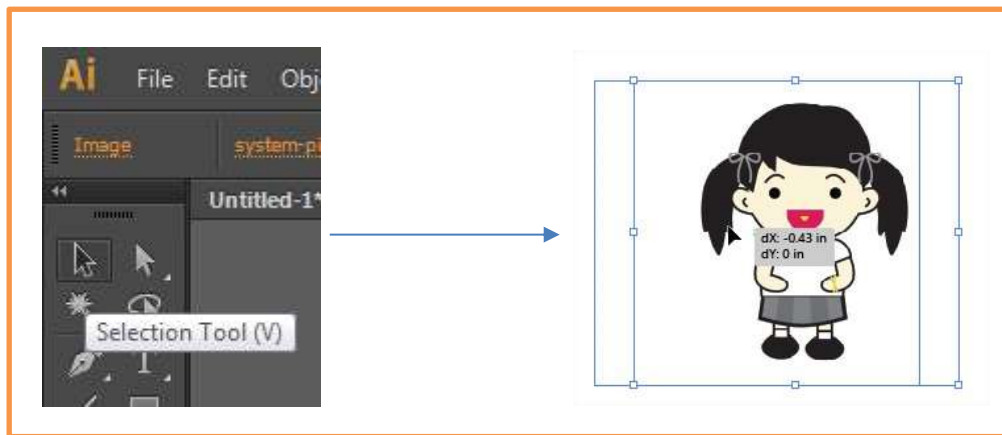 Ai File Edit Obj
Image system-pi
Untitled-1*
Selection Tool (V)
T
dX: -0.43 in
dY: 0 in